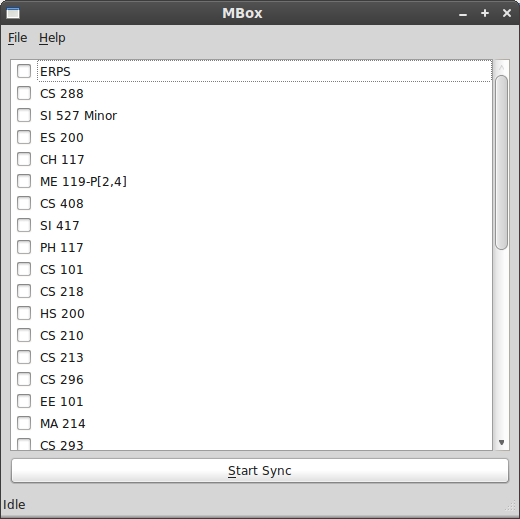 MBox
File Help
ERPS
CS 288
SI 527 Minor
ES 200
CH 117
ME 119-P[2,4]
CS 408
SI 417
PH 117
CS 101
CS 218
HS 200
CS 210
CS 213
CS 296
EE 101
MA 214
CS 293
Start Sync
Idle